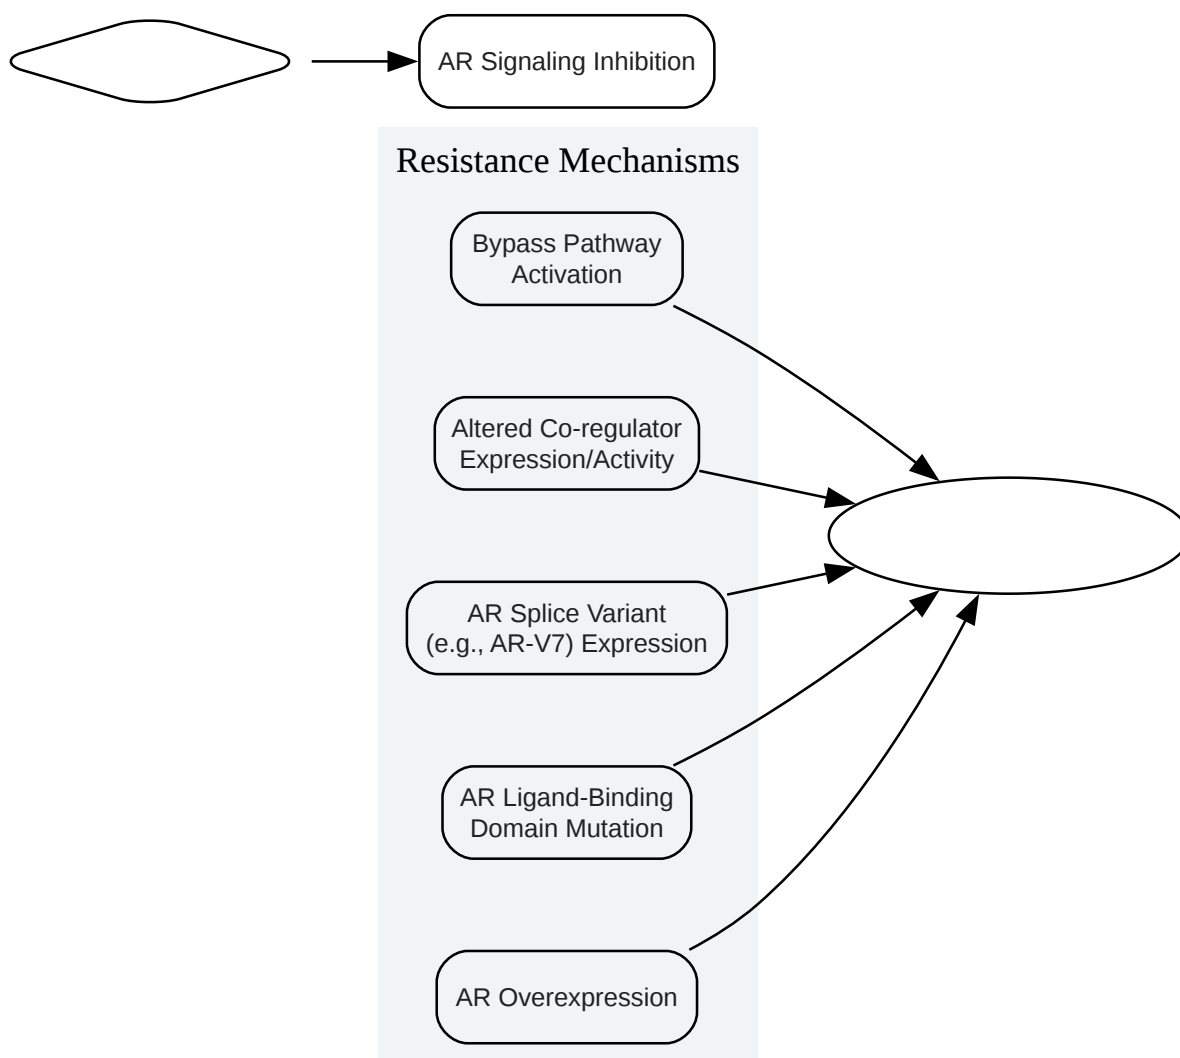 AR Signaling Inhibition
Resistance Mechanisms
Bypass Pathway
Activation
Altered Co-regulator
Expression/Activity
AR Splice Variant
(e.g., AR-V7) Expression
AR Ligand-Binding
Domain Mutation
AR Overexpression